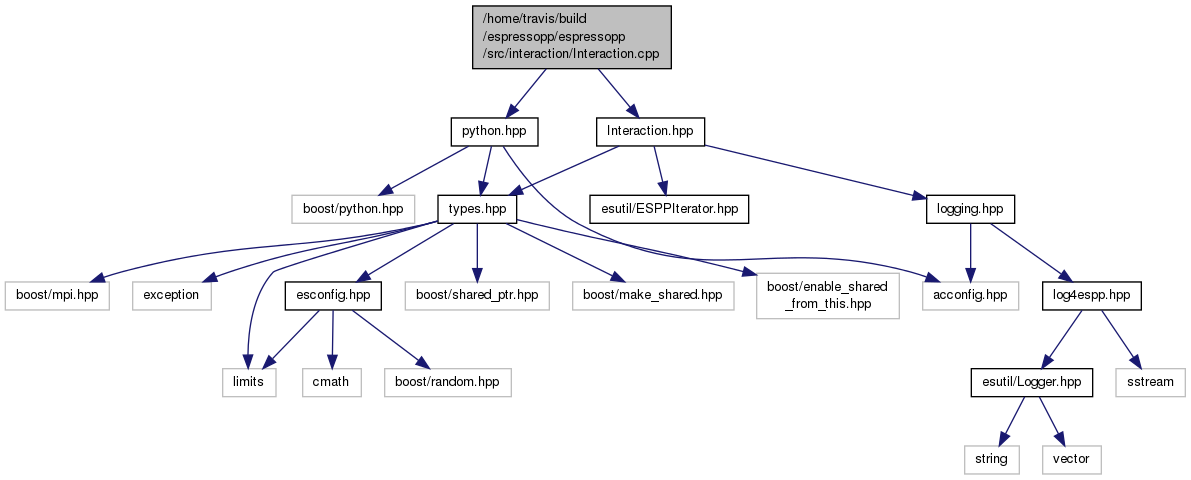 /home/travis/build
/espressopp/espressopp
/src/interaction/Interaction.cpp
python.hpp
Interaction.hpp
boost/python.hpp
types.hpp
esutil/ESPPIterator.hpp
logging.hpp
boost/mpi.hpp
exception
esconfig.hpp
boost/shared_ptr.hpp
boost/make_shared.hpp
boost/enable_shared
_from_this.hpp
acconfig.hpp
log4espp.hpp
limits
cmath
boost/random.hpp
esutil/Logger.hpp
sstream
string
vector